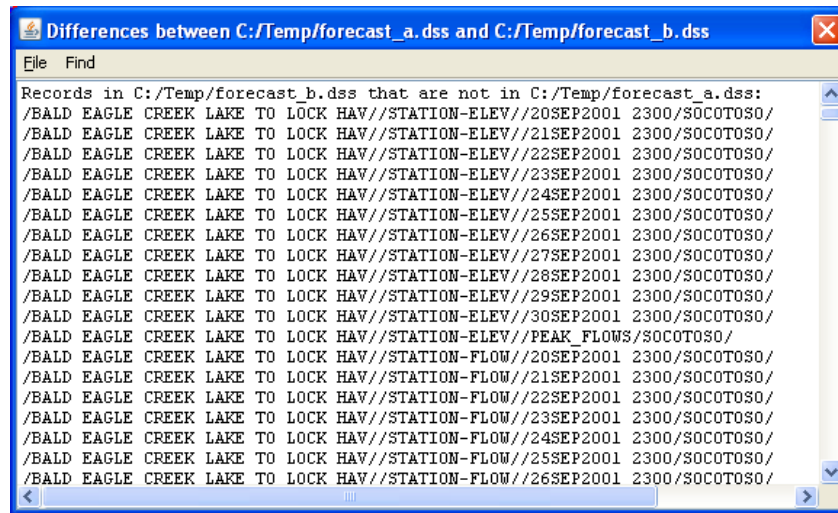 Differences between C:/Temp/forecast_a.dss and C:/Temp/forecast_b.dss
File Find
Records in C:/Temp/forecast_b.dss that are not in C:/Temp/forecast_a.dss:
/BALD EAGLE CREEK LAKE TO LOCK HAV//STATION-ELEV//20SEP2001 2300/SOCOTOSO/
/BALD EAGLE CREEK LAKE TO LOCK HAV//STATION-ELEV//21SEP2001 2300/SOCOTOSO/
/BALD EAGLE CREEK LAKE TO LOCK HAV//STATION-ELEV//22SEP2001 2300/SOCOTOSO/
/BALD EAGLE CREEK LAKE TO LOCK HAV//STATION-ELEV//23SEP2001 2300/SOCOTOSO/
/BALD EAGLE CREEK LAKE TO LOCK HAV//STATION-ELEV//24SEP2001 2300/SOCOTOSO/
/BALD EAGLE CREEK LAKE TO LOCK HAV//STATION-ELEV//25SEP2001 2300/SOCOTOSO/
/BALD EAGLE CREEK LAKE TO LOCK HAV//STATION-ELEV//26SEP2001 2300/SOCOTOSO/
/BALD EAGLE CREEK LAKE TO LOCK HAV//STATION-ELEV//27SEP2001 2300/SOCOTOSO/
/BALD EAGLE CREEK LAKE TO LOCK HAV//STATION-ELEV//28SEP2001 2300/SOCOTOSO/
/BALD EAGLE CREEK LAKE TO LOCK HAV//STATION-ELEV//29SEP2001 2300/SOCOTOSO/
/BALD EAGLE CREEK LAKE TO LOCK HAV//STATION-ELEV//30SEP2001 2300/SOCOTOSO/
/BALD EAGLE CREEK LAKE TO LOCK HAV//STATION-ELEV//PEAK_FLOWS/SOCOTOSO/
/BALD EAGLE CREEK LAKE TO LOCK HAV//STATION-FLOW//20SEP2001 2300/SOCOTOSO/
/BALD EAGLE CREEK LAKE TO LOCK HAV//STATION-FLOW//21SEP2001 2300/SOCOTOSO/
/BALD EAGLE CREEK LAKE TO LOCK HAV//STATION-FLOW//22SEP2001 2300/SOCOTOSO/
/BALD EAGLE CREEK LAKE TO LOCK HAV//STATION-FLOW//23SEP2001 2300/SOCOTOSO/
/BALD EAGLE CREEK LAKE TO LOCK HAV//STATION-FLOW//24SEP2001 2300/SOCOTOSO/
/BALD EAGLE CREEK LAKE TO LOCK HAV//STATION-FLOW//25SEP2001 2300/SOCOTOSO/
/BALD EAGLE CREEK LAKE TO LOCK HAV//STATION-FLOW//26SEP2001 2300/SOCOTOSO/